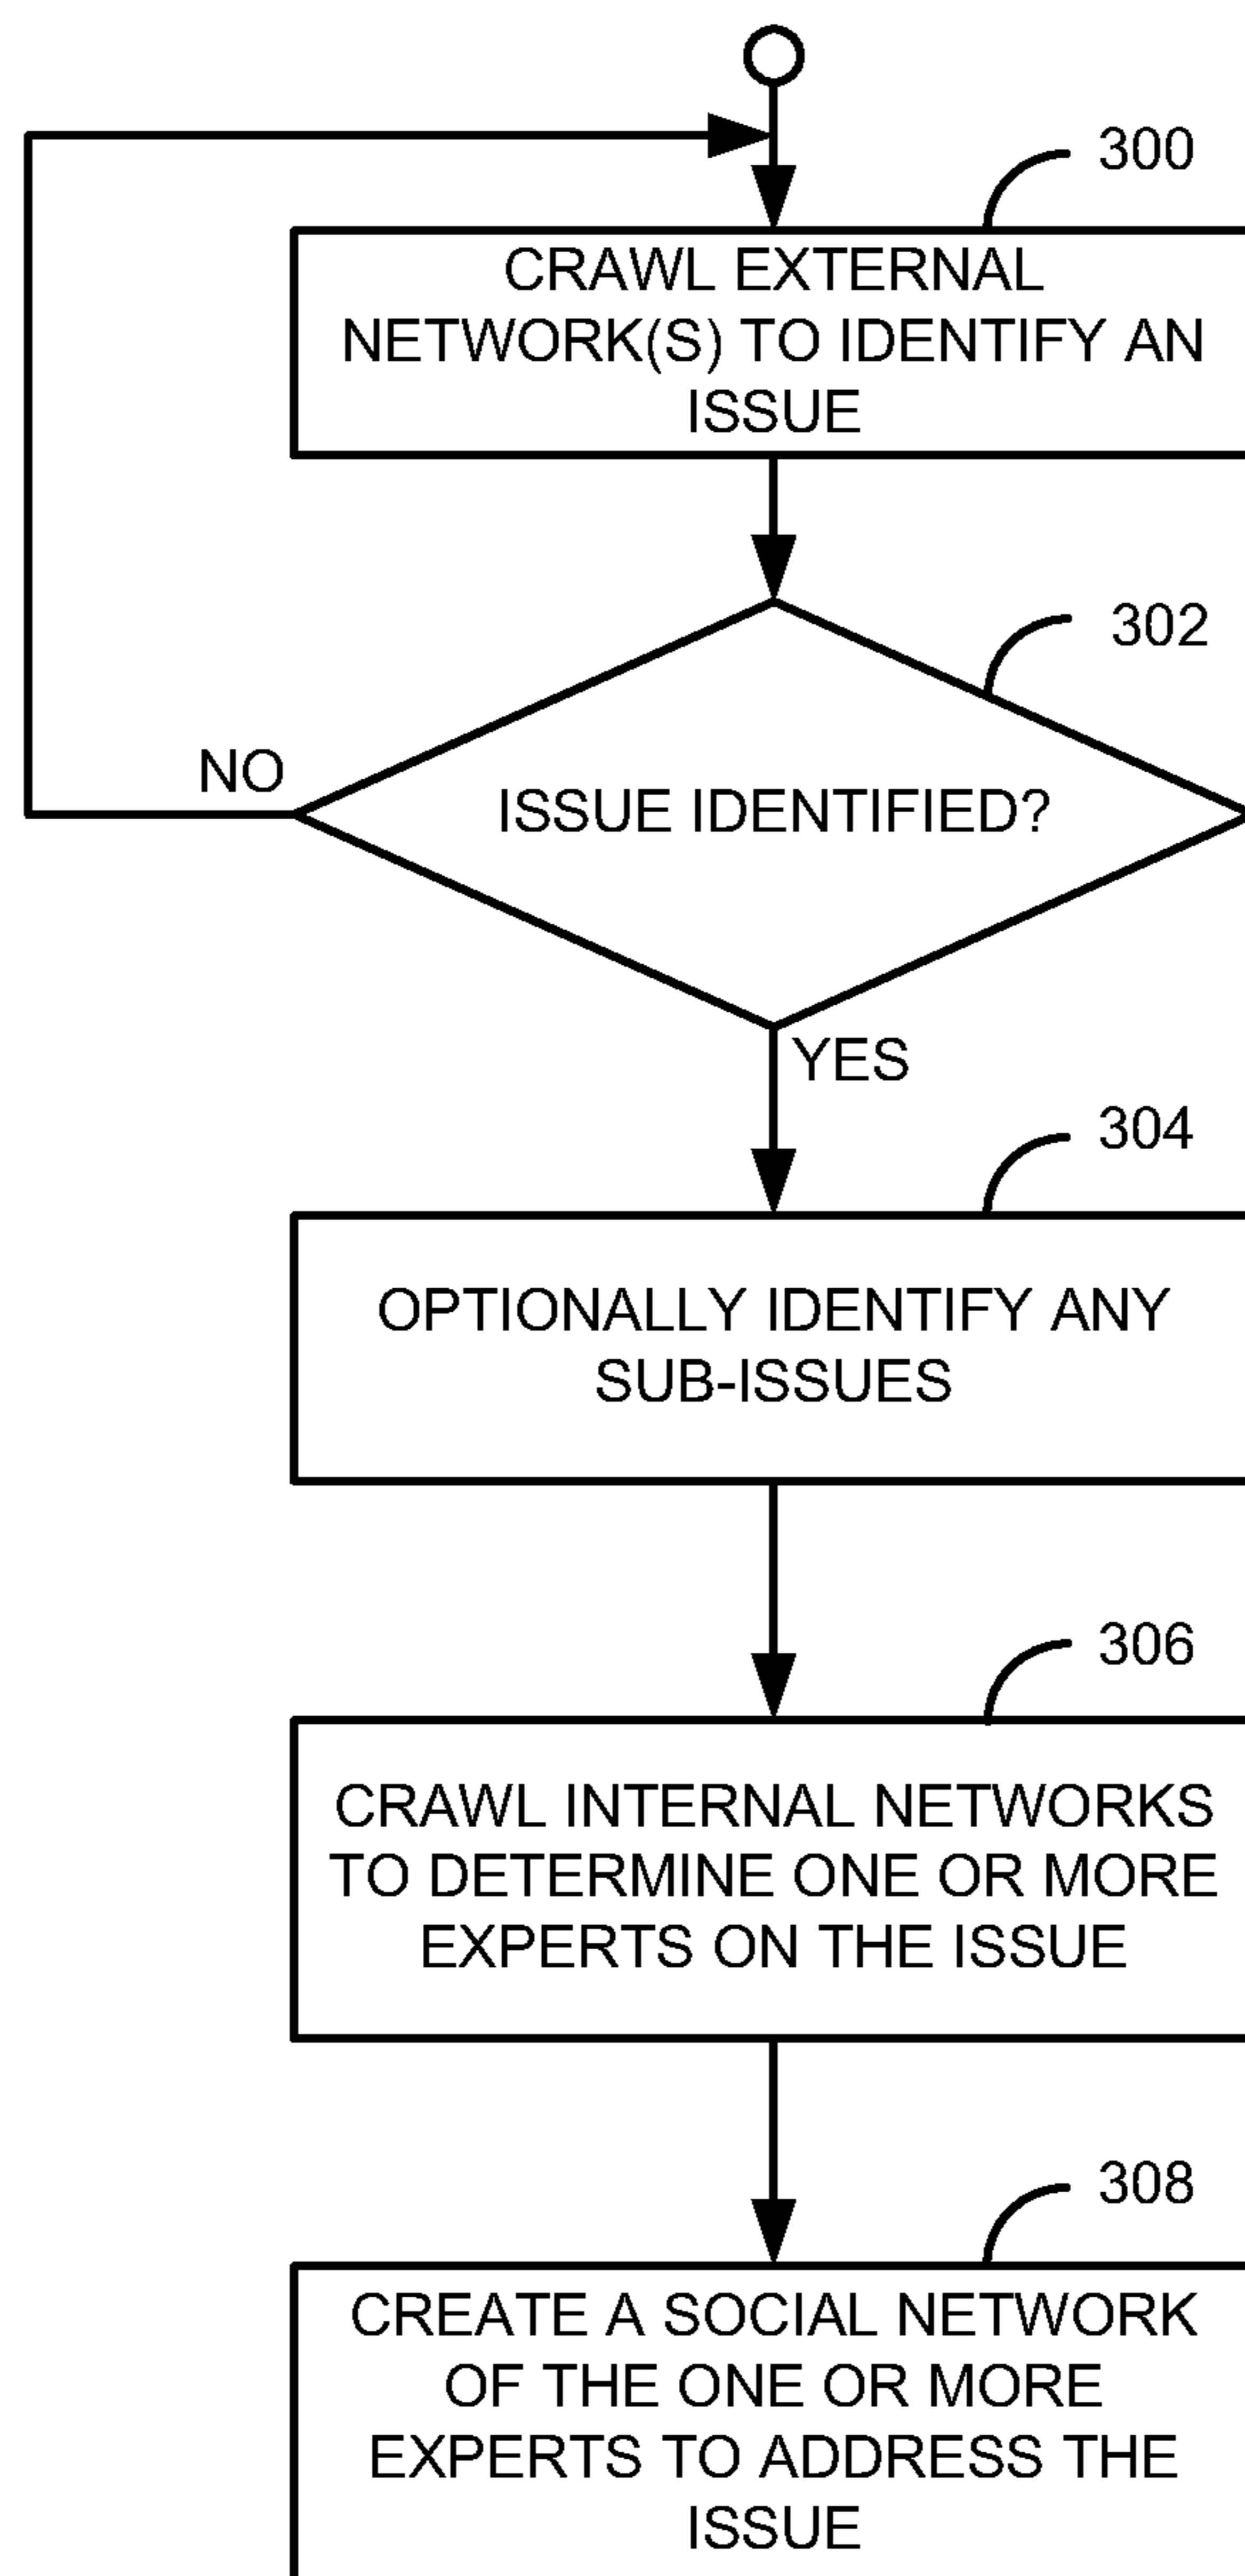 300
CRAWL EXTERNAL
NETWORK(S) TO IDENTIFY AN
ISSUE
302
NO
ISSUE IDENTIFIED?
YES
304
OPTIONALLY IDENTIFY ANY
SUB-ISSUES
306
CRAWL INTERNAL NETWORKS
TO DETERMINE ONE OR MORE
EXPERTS ON THE ISSUE
308
CREATE A SOCIAL NETWORK
OF THE ONE OR MORE
EXPERTS TO ADDRESS THE
ISSUE